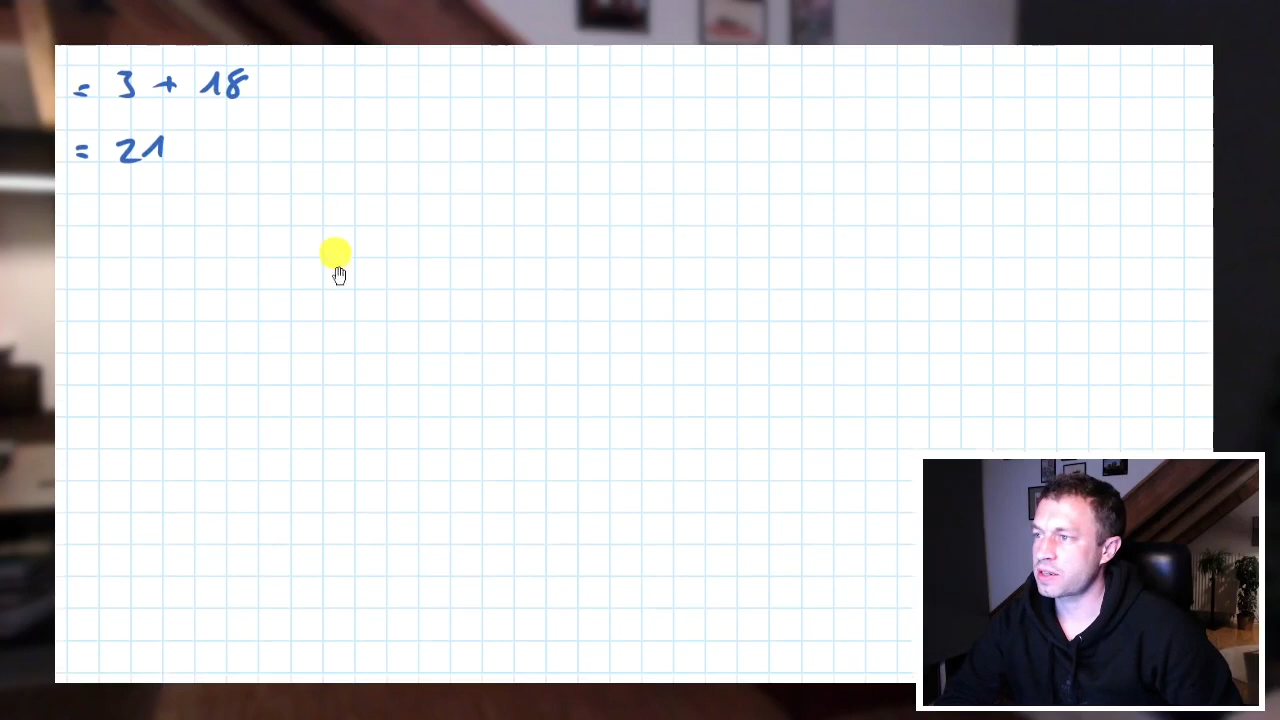 = 3 + 18
= 21